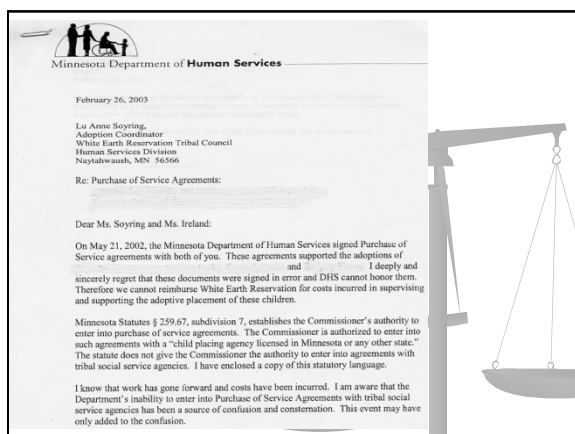 Minnesota Department of Human Services
February 26, 2003
Lu Anne Soyring,
Adoption Coordinator
White Earth Reservation Tribal Council
Human Services Division
Naytahwaush, MN 56566
Re: Purchase of Service Agreements:
Dear Ms. Soyring and Ms. Ireland:
On May 21, 2002, the Minnesota Department of Human Services signed Purchase of
Service agreements with both of you. These agreements supported the adoptions of
and I deeply and
sincerely regret that these documents were signed in error and DHS cannot honor them.
Therefore we cannot reimburse White Earth Reservation for costs incurred in supervising
and supporting the adoptive placement of these children.
Minnesota Statutes § 259.67, subdivision 7, establishes the Commissioner's authority to
enter into purchase of service agreements. The Commissioner is authorized to enter into
such agreements with a "child placing agency licensed in Minnesota or any other state."
The statute does not give the Commissioner the authority to enter into agreements with
tribal social service agencies. I have enclosed a copy of this statutory language.
I know that work has gone forward and costs have been incurred. I am aware that the
Department's inability to enter into Purchase of Service Agreements with tribal social
service agencies has been a source of confusion and consternation. This event may have
only added to the confusion.